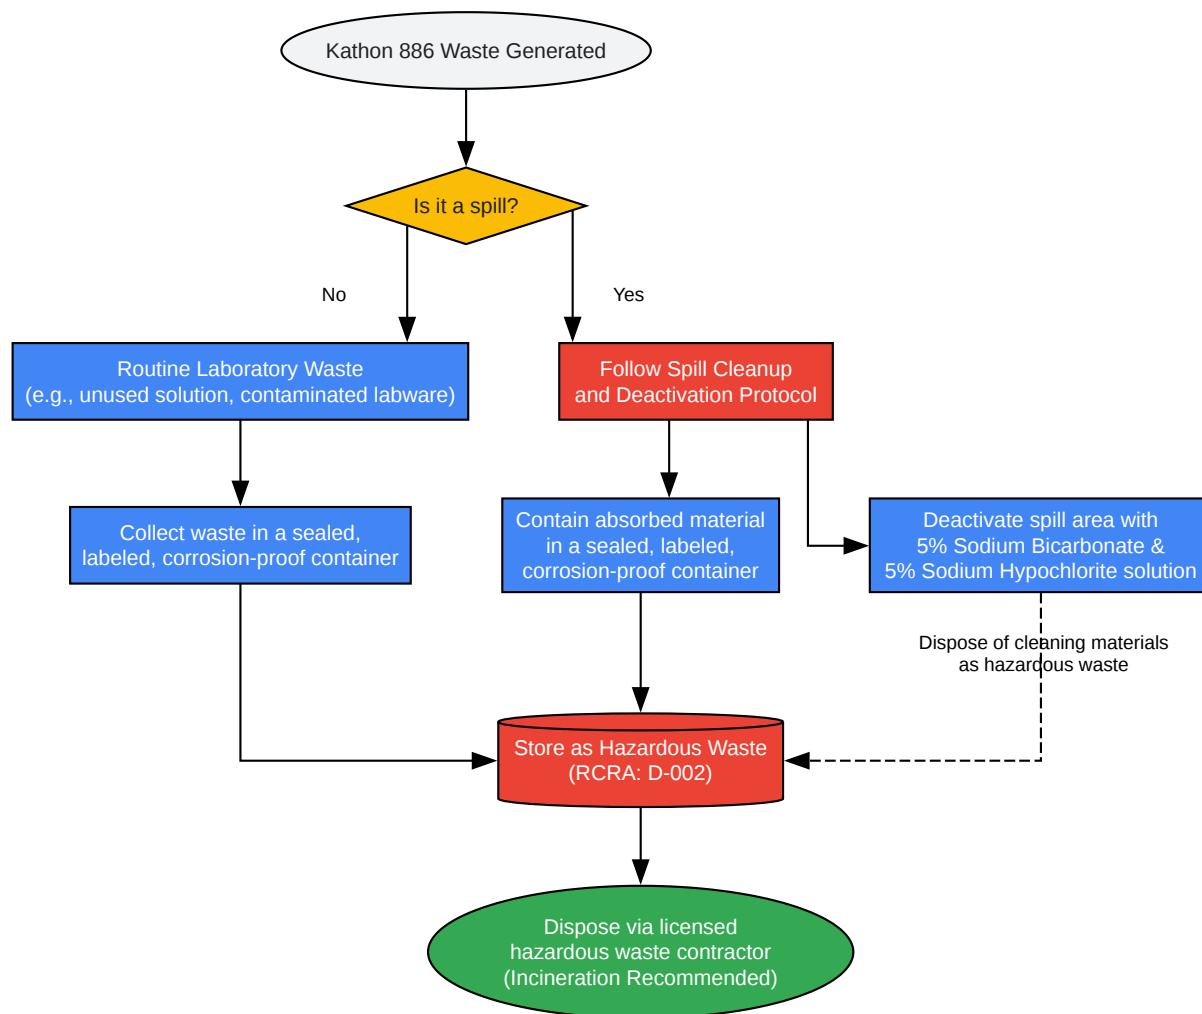 Kathon 886 Waste Generated
Is it a spill?
No
Yes
Routine Laboratory Waste
(e.g., unused solution, contaminated labware)
Follow Spill Cleanup
and Deactivation Protocol
Collect waste in a sealed,
labeled, corrosion-proof container
Contain absorbed material
in a sealed, labeled,
corrosion-proof container
Deactivate spill area with
5% Sodium Bicarbonate &
5% Sodium Hypochlorite solution
Dispose of cleaning materials
as hazardous waste
Store as Hazardous Waste
(RCRA: D-002)
Dispose via licensed
hazardous waste contractor
(Incineration Recommended)